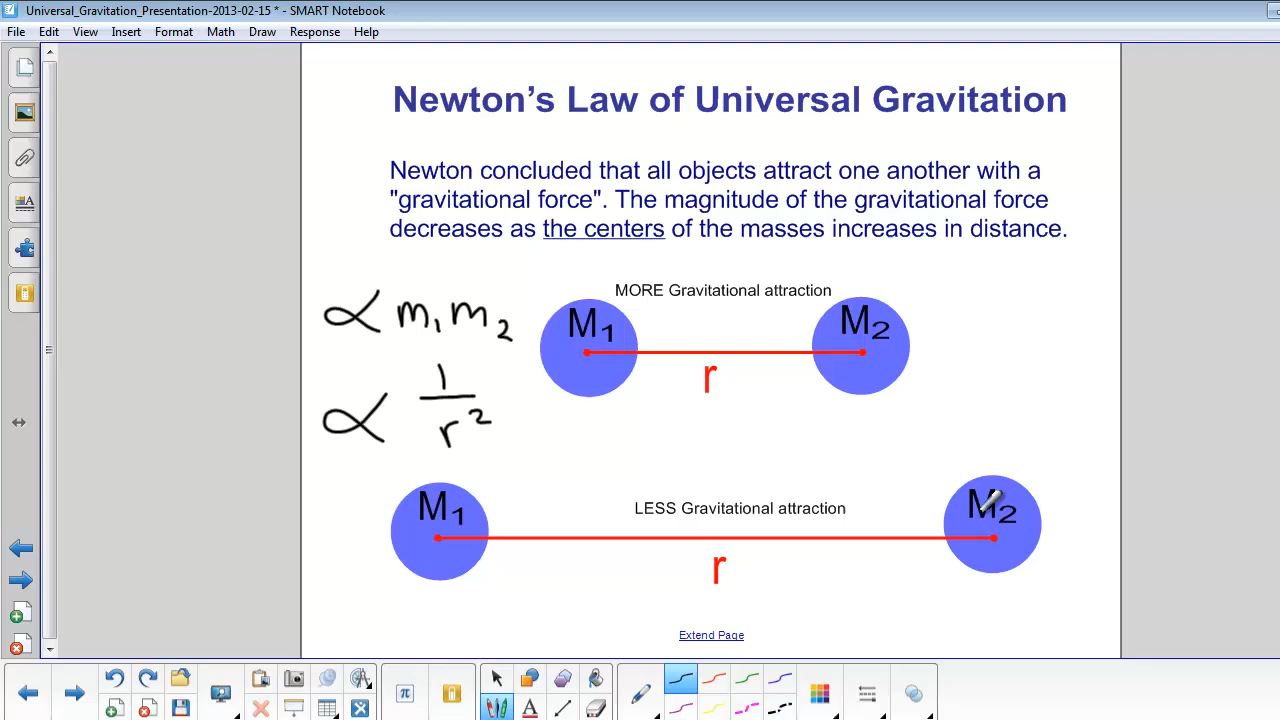 Universal_Gravitation_Presentation-2013-02-15 * - SMART Notebook
File Edit View Insert Format Math Draw Response Help
Newton's Law of Universal Gravitation
Newton concluded that all objects attract one another with a
"gravitational force". The magnitude of the gravitational force
decreases as the centers of the masses increases in distance.
MORE Gravitational attraction
∝ m₁m₂
M₁ M₂
r
∝ 1/r²
M₁ LESS Gravitational attraction M₂
r
Extend Page